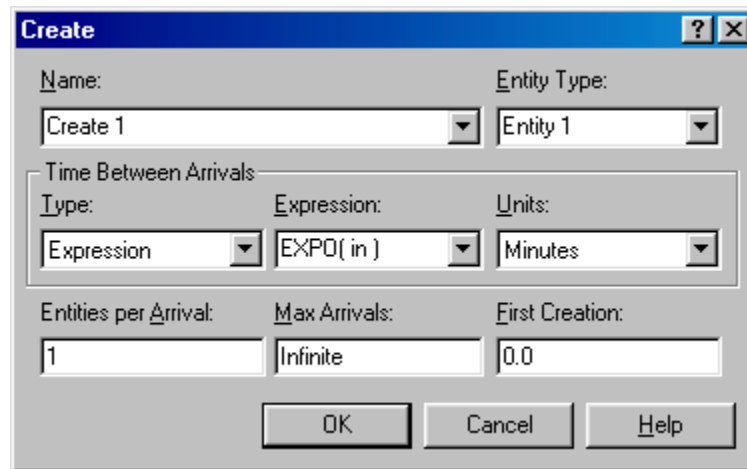 Create
Name: Entity Type:
Create 1 Entity 1
Time Between Arrivals
Type: Expression: Units:
Expression EXPO( in ) Minutes
Entities per Arrival: Max Arrivals: First Creation:
1 Infinite 0.0
OK Cancel Help